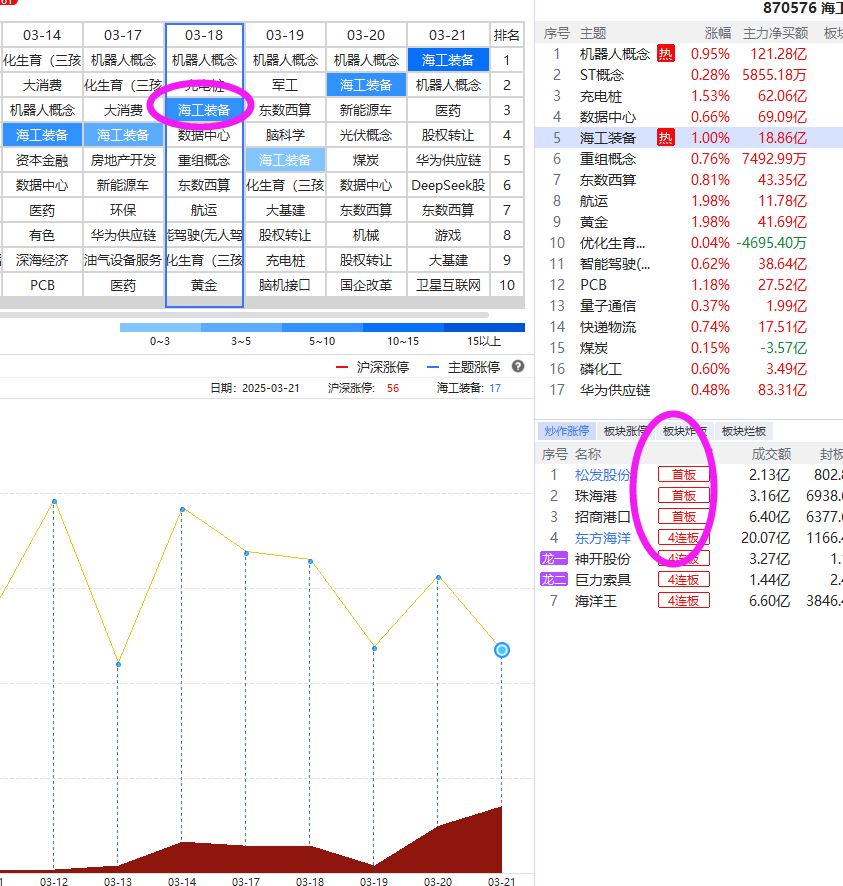 61
870576 海工
03-14 03-17 03-18 03-19 03-20 03-21 排名
化生育（三孩 机器人概念 机器人概念 机器人概念 机器人概念 海工装备 1
大消费 化生育（三孩 充电桩 军工 海工装备 机器人概念 2
机器人概念 大消费 海工装备 东数西算 新能源车 医药 3
海工装备 海工装备 数据中心 脑科学 光伏概念 股权转让 4
资本金融 房地产开发 重组概念 海工装备 煤炭 华为供应链 5
数据中心 新能源车 东数西算 化生育（三孩 数据中心 DeepSeek股 6
医药 环保 航运 大基建 东数西算 东数西算 7
有色 华为供应链 能驾驶(无人驾 股权转让 机械 游戏 8
深海经济 油气设备服务 化生育（三孩 充电桩 股权转让 大基建 9
PCB 医药 黄金 脑机接口 国企改革 卫星互联网 10
0~3 3~5 5~10 10~15 15以上
沪深涨停 主题涨停 ?
日期: 2025-03-21 沪深涨停: 56 海工装备: 17
03-12 03-13 03-14 03-17 03-18 03-19 03-20 03-21
序号 主题 涨幅 主力净买额 板块
1 机器人概念 热 0.95% 121.28亿
2 ST概念 0.28% 5855.18万
3 充电桩 1.53% 62.06亿
4 数据中心 0.66% 69.09亿
5 海工装备 热 1.00% 18.86亿
6 重组概念 0.76% 7492.99万
7 东数西算 0.81% 43.35亿
8 航运 1.98% 11.78亿
9 黄金 1.98% 41.69亿
10 优化生育... 0.04% -4695.40万
11 智能驾驶(... 0.62% 38.64亿
12 PCB 1.18% 27.52亿
13 量子通信 0.37% 1.99亿
14 快递物流 0.74% 17.51亿
15 煤炭 0.15% -3.57亿
16 磷化工 0.60% 3.49亿
17 华为供应链 0.48% 83.31亿
炒作涨停 板块涨停 板块炸板 板块烂板
序号 名称 成交额 封板
1 松发股份 首板 2.13亿 802.8
2 珠海港 首板 3.16亿 6938.6
3 招商港口 首板 6.40亿 6377.6
4 东方海洋 4连板 20.07亿 1166.4
龙一 神开股份 4连板 3.27亿 1.1
龙二 巨力索具 4连板 1.44亿 2.4
7 海洋王 4连板 6.60亿 3846.4